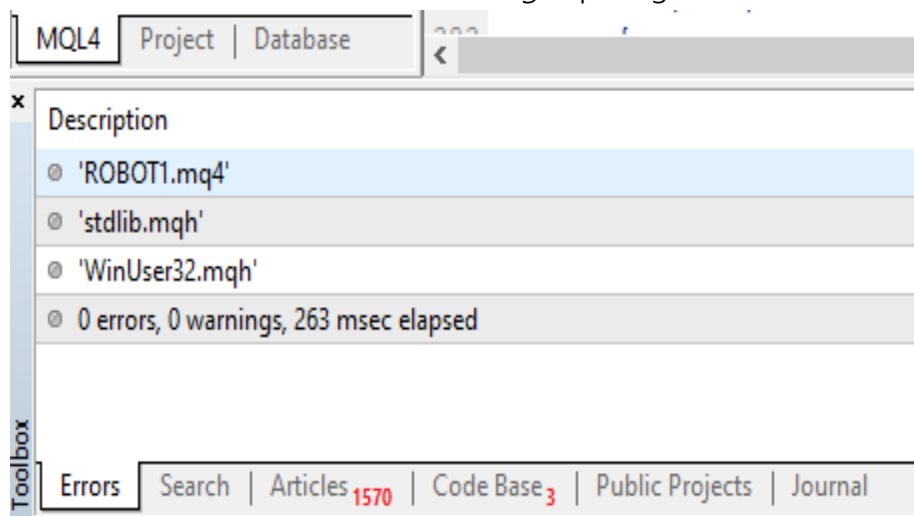 MQL4 Project | Database
x
Description
'ROBOT1.mq4'
'stdlib.mqh'
'WinUser32.mqh'
0 errors, 0 warnings, 263 msec elapsed
Toolbox
Errors Search | Articles 1570 | Code Base 3 | Public Projects | Journal